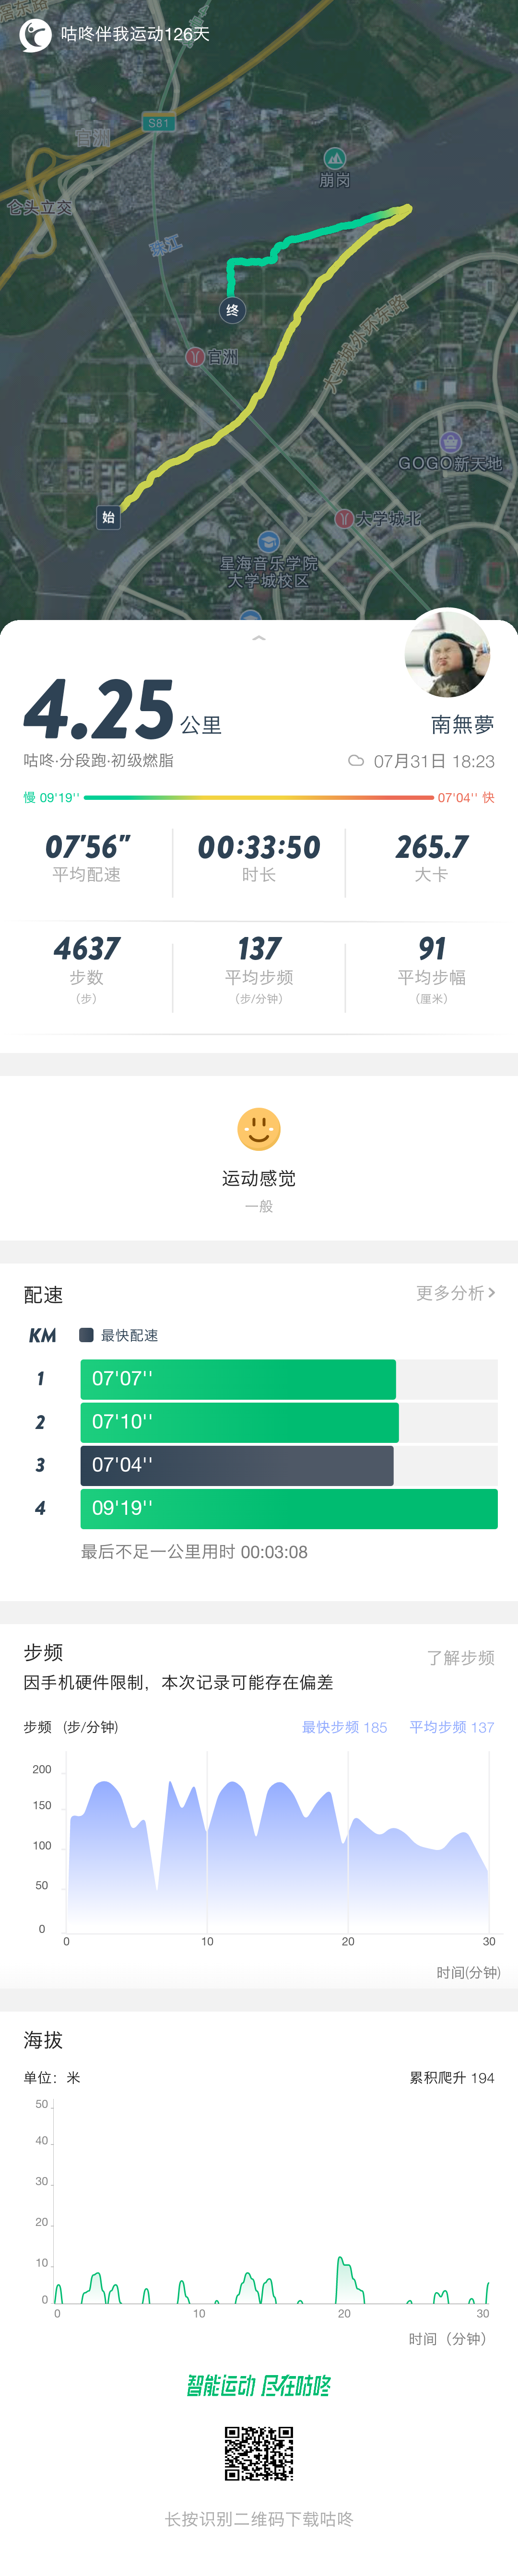 咕咚伴我运动126天
S81
官洲
崩岗
仑头立交
珠江
终
官洲
大学城外环东路
GOGO新天地
始
大学城北
星海音乐学院
大学城校区
4.25 公里
南無夢
咕咚·分段跑·初级燃脂
07月31日 18:23
慢 09'19''
07'04'' 快
07'56"
00:33:50
265.7
平均配速
时长
大卡
4637
137
91
步数
平均步频
平均步幅
（步）
（步/分钟）
（厘米）
运动感觉
一般
配速
更多分析
KM
最快配速
1 07'07''
2 07'10''
3 07'04''
4 09'19''
最后不足一公里用时 00:03:08
步频
了解步频
因手机硬件限制，本次记录可能存在偏差
步频 (步/分钟)
最快步频 185
平均步频 137
200
150
100
50
0
0 10 20 30
时间(分钟)
海拔
单位：米
累积爬升 194
50
40
30
20
10
0
0 10 20 30
时间（分钟）
智能运动 尽在咕咚
长按识别二维码下载咕咚